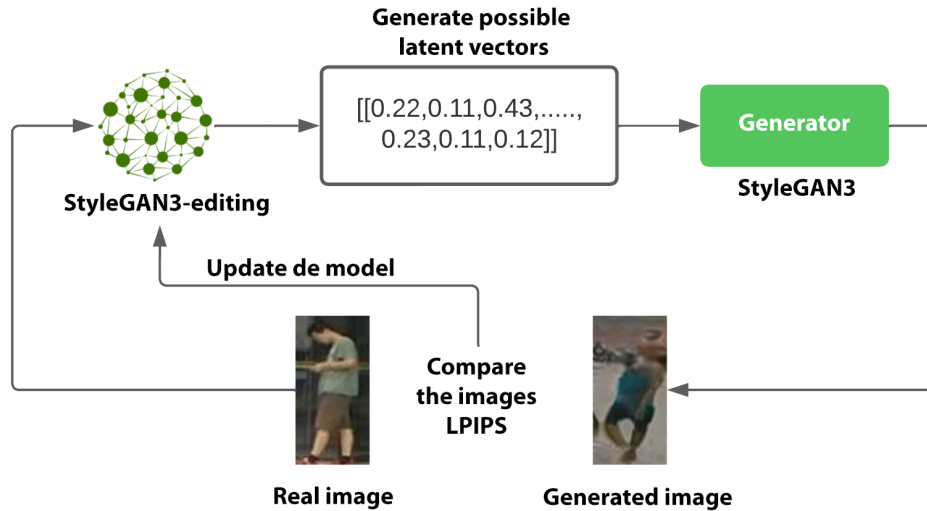 Generate possible
latent vectors
[[0.22,0.11,0.43,.....,
0.23,0.11,0.12]]
Generator
StyleGAN3
StyleGAN3-editing
Update de model
Compare
the images
LPIPS
Real image
Generated image